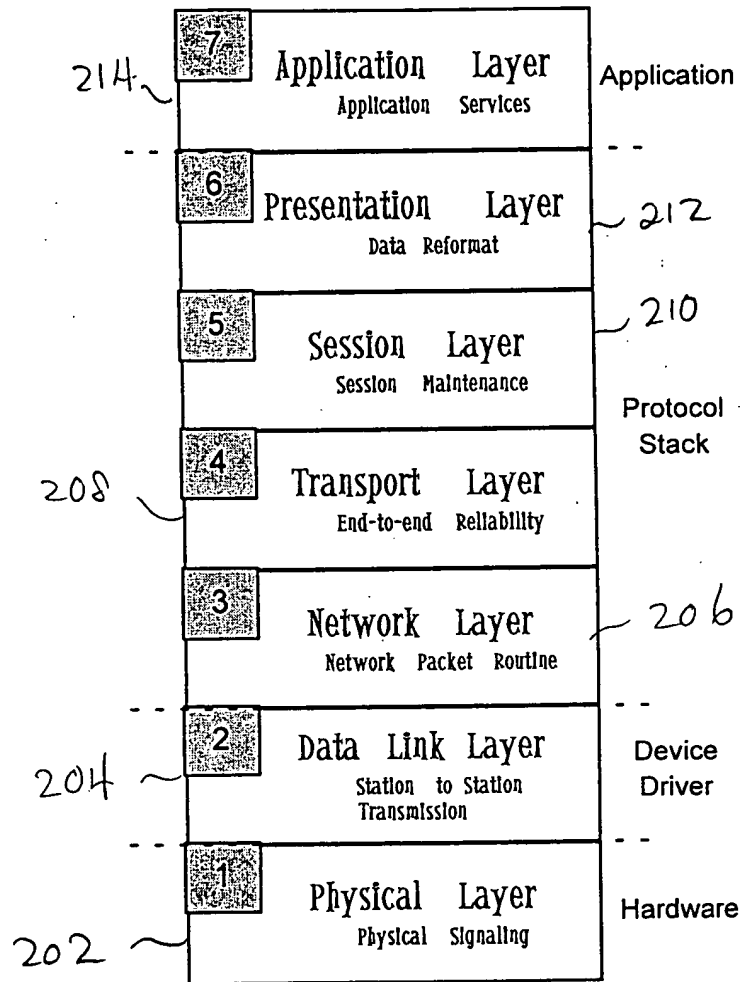 7
Application Layer
Application Services
Application
214
6
Presentation Layer
Data Reformat
212
5
Session Layer
Session Maintenance
210
Protocol
Stack
4
Transport Layer
End-to-end Reliability
208
3
Network Layer
Network Packet Routine
206
2
Data Link Layer
Station to Station
Transmission
204
Device
Driver
1
Physical Layer
Physical Signaling
202
Hardware